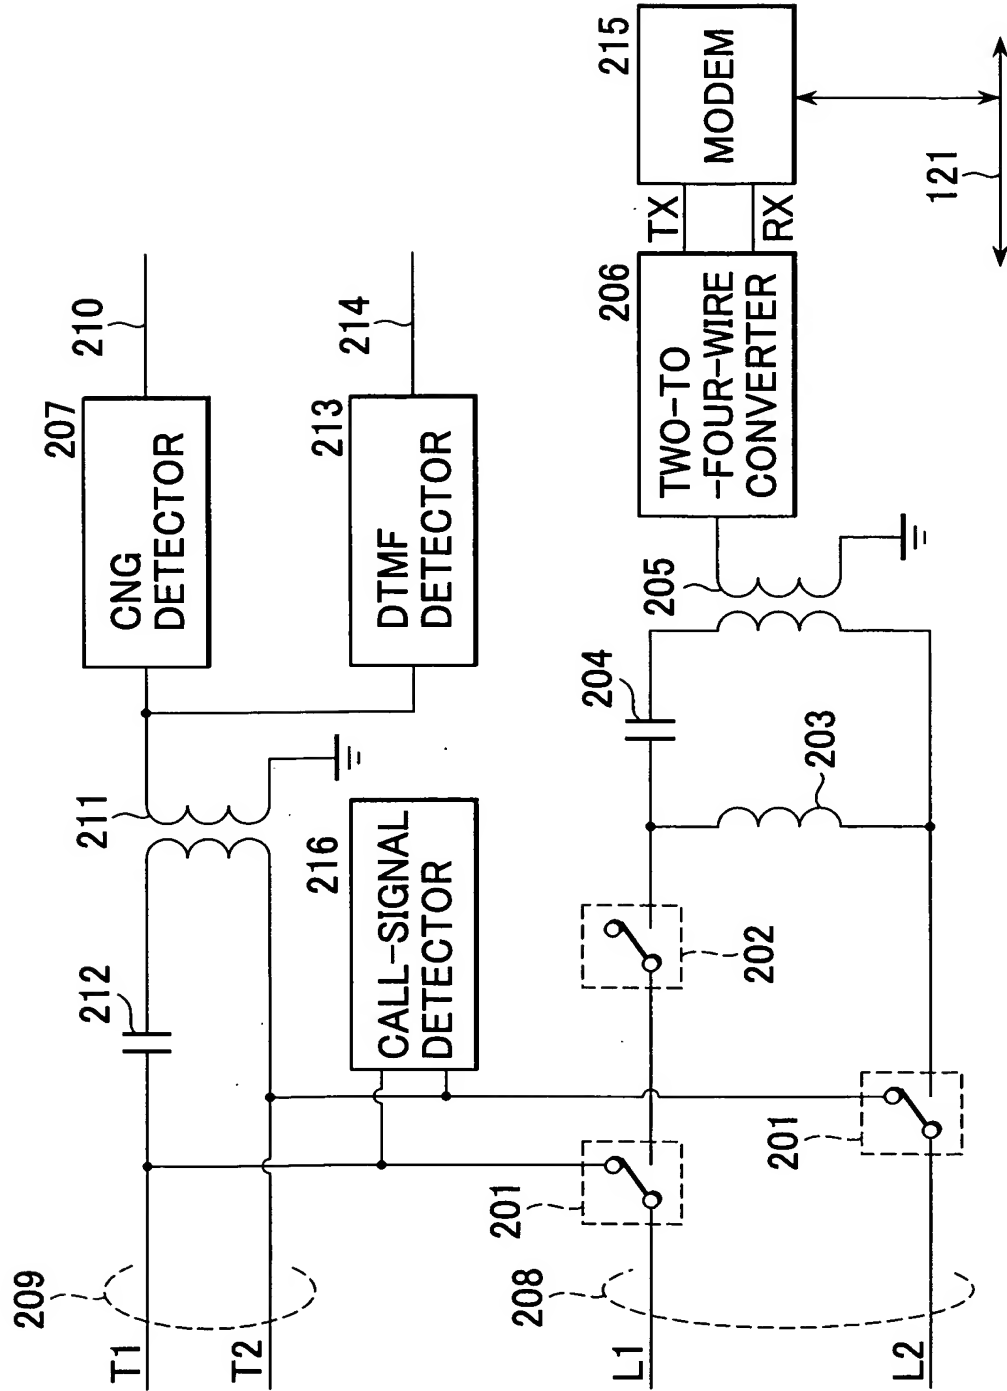 T1
T2
209
212
211
207
CNG
DETECTOR
210
213
DTMF
DETECTOR
214
216
CALL-SIGNAL
DETECTOR
L1
L2
208
201
201
202
203
204
205
206
TWO-TO
-FOUR-WIRE
CONVERTER
TX
RX
215
MODEM
121